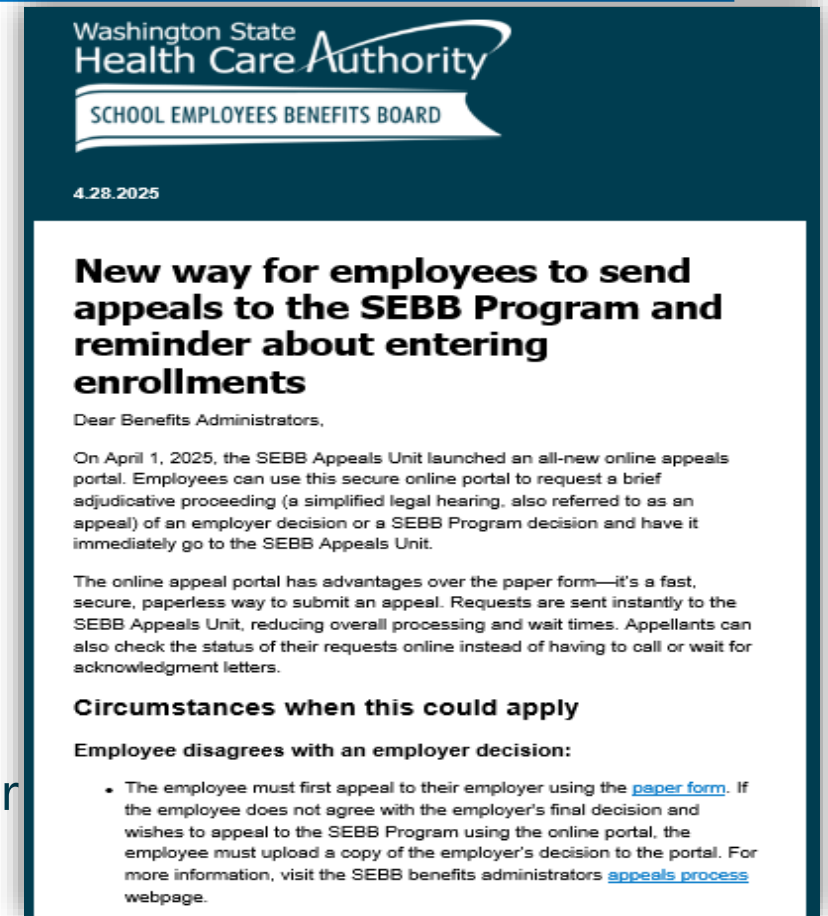 Washington State
Health Care Authority
SCHOOL EMPLOYEES BENEFITS BOARD
4.28.2025
New way for employees to send
appeals to the SEBB Program and
reminder about entering
enrollments
Dear Benefits Administrators,
On April 1, 2025, the SEBB Appeals Unit launched an all-new online appeals
portal. Employees can use this secure online portal to request a brief
adjudicative proceeding (a simplified legal hearing, also referred to as an
appeal) of an employer decision or a SEBB Program decision and have it
immediately go to the SEBB Appeals Unit.
The online appeal portal has advantages over the paper form—it's a fast,
secure, paperless way to submit an appeal. Requests are sent instantly to the
SEBB Appeals Unit, reducing overall processing and wait times. Appellants can
also check the status of their requests online instead of having to call or wait for
acknowledgment letters.
Circumstances when this could apply
Employee disagrees with an employer decision:
r
• The employee must first appeal to their employer using the paper form. If
the employee does not agree with the employer's final decision and
wishes to appeal to the SEBB Program using the online portal, the
employee must upload a copy of the employer's decision to the portal. For
more information, visit the SEBB benefits administrators appeals process
webpage.